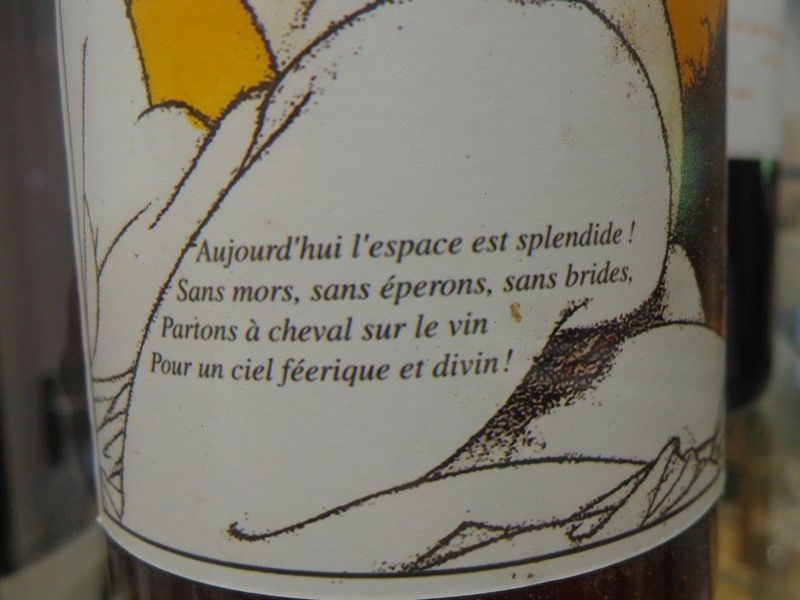 Aujourd'hui l'espace est splendide !
Sans mors, sans éperons, sans brides,
Partons à cheval sur le vin
Pour un ciel féerique et divin !